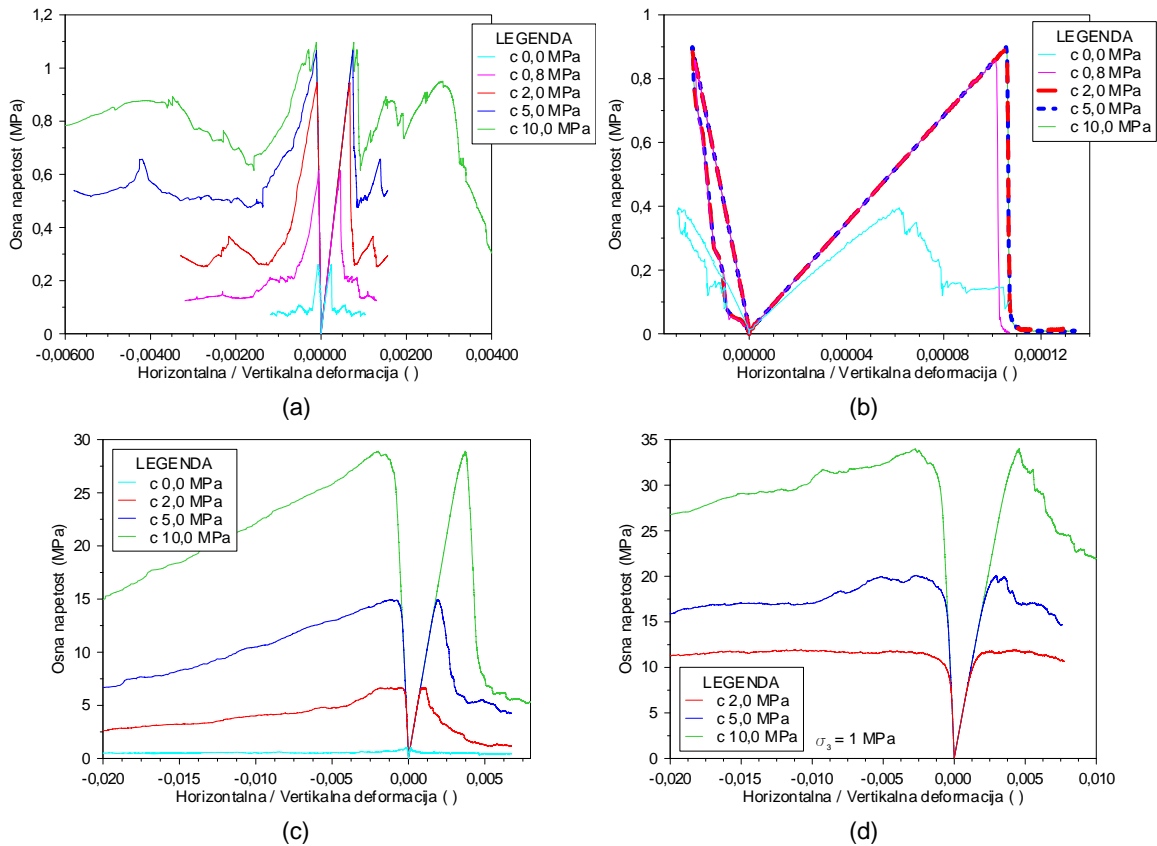 1,2
1
0,8
0,6
0,4
0,2
0
Osna napetost (MPa)
LEGENDA
c 0,0 MPa
c 0,8 MPa
c 2,0 MPa
c 5,0 MPa
c 10,0 MPa
-0,00600 -0,00400 -0,00200 0,00000 0,00200 0,00400
Horizontalna / Vertikalna deformacija ( )
(a)
1
0,8
0,6
0,4
0,2
0
Osna napetost (MPa)
LEGENDA
c 0,0 MPa
c 0,8 MPa
c 2,0 MPa
c 5,0 MPa
c 10,0 MPa
0,00000 0,00004 0,00008 0,00012
Horizontalna / Vertikalna deformacija ( )
(b)
30
25
20
15
10
5
0
Osna napetost (MPa)
LEGENDA
c 0,0 MPa
c 2,0 MPa
c 5,0 MPa
c 10,0 MPa
-0,020 -0,015 -0,010 -0,005 0,000 0,005
Horizontalna / Vertikalna deformacija ( )
(c)
35
30
25
20
15
10
5
0
Osna napetost (MPa)
LEGENDA
c 2,0 MPa
c 5,0 MPa
c 10,0 MPa
σ₃ = 1 MPa
-0,020 -0,015 -0,010 -0,005 0,000 0,005 0,010
Horizontalna / Vertikalna deformacija ( )
(d)